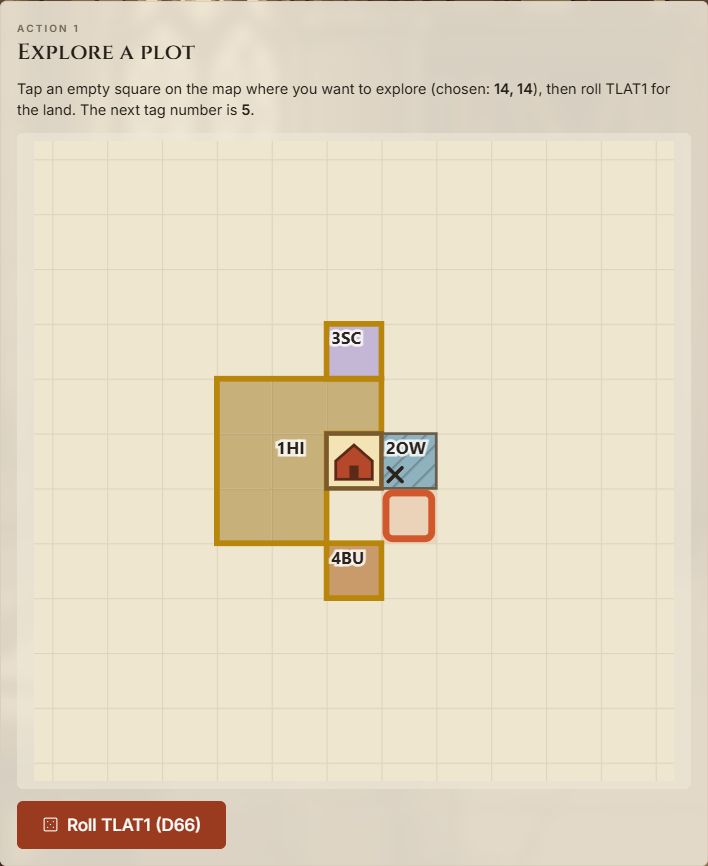 ACTION 1
EXPLORE A PLOT
Tap an empty square on the map where you want to explore (chosen: 14, 14), then roll TLAT1 for
the land. The next tag number is 5.
3SC
1HI
2OW
4BU
Roll TLAT1 (D66)